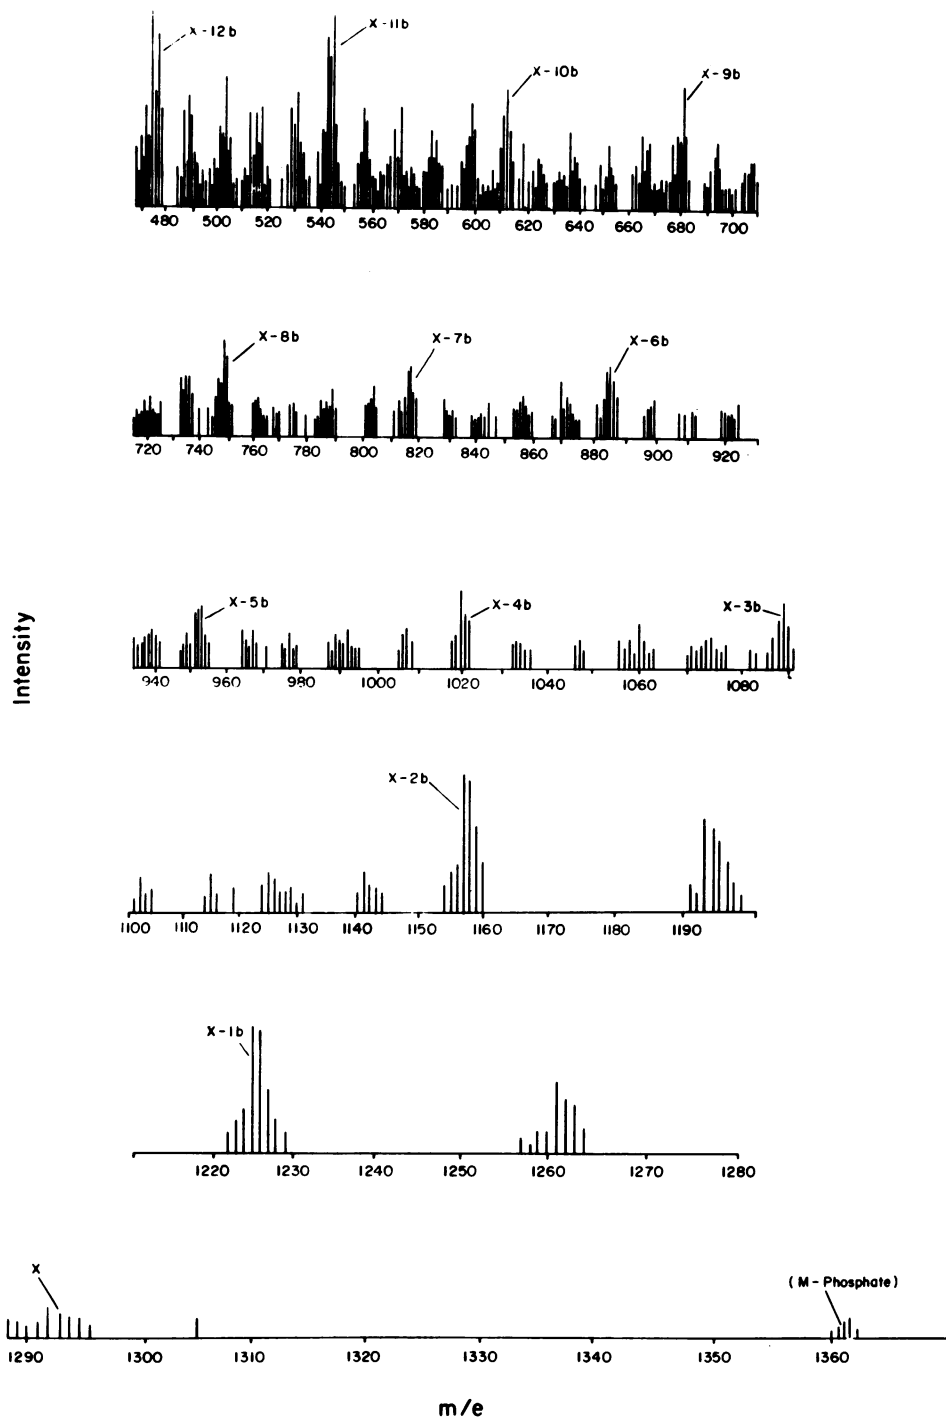 X-12b
X-11b
X-10b
X-9b
480 500 520 540 560 580 600 620 640 660 680 700
X-8b
X-7b
X-6b
720 740 760 780 800 820 840 860 880 900 920
X-5b
X-4b
X-3b
940 960 980 1000 1020 1040 1060 1080
Intensity
X-2b
1100 1110 1120 1130 1140 1150 1160 1170 1180 1190
X-1b
1220 1230 1240 1250 1260 1270 1280
X
(M-Phosphate)
1290 1300 1310 1320 1330 1340 1350 1360
m/e